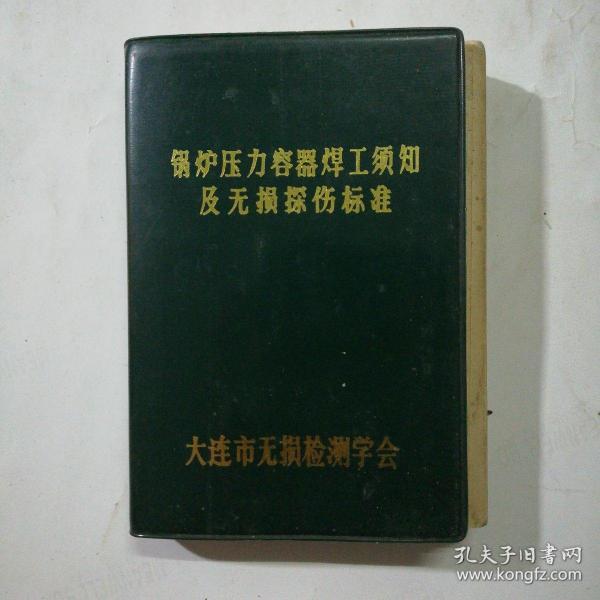 锅炉压力容器焊工须知
及无损探伤标准
大连市无损检测学会
孔夫子旧书网
www.kongfz.com